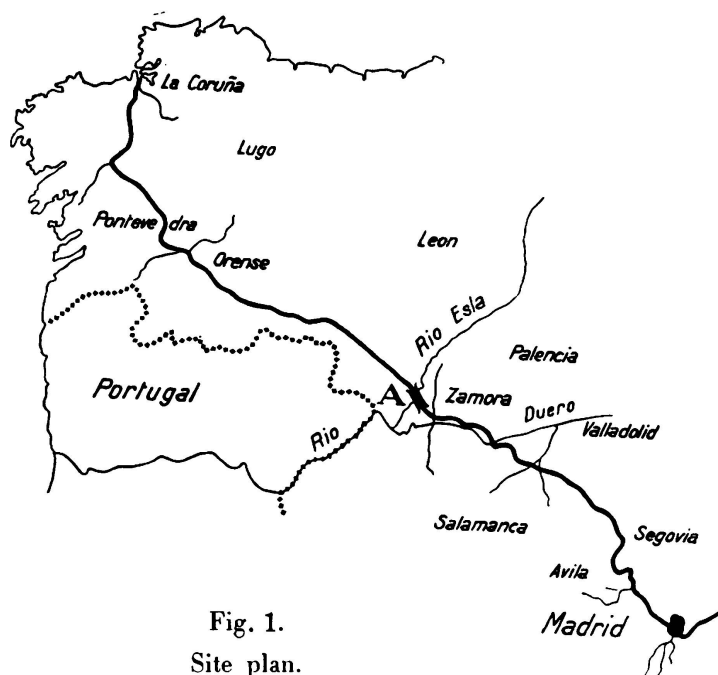 La Coruña
Lugo
Ponteve dra
Orense
Leon
Rio Esla
Palencia
Portugal
A
Zamora
Duero
Rio
Valladolid
Salamanca
Segovia
Avila
Madrid
Fig. 1.
Site plan.